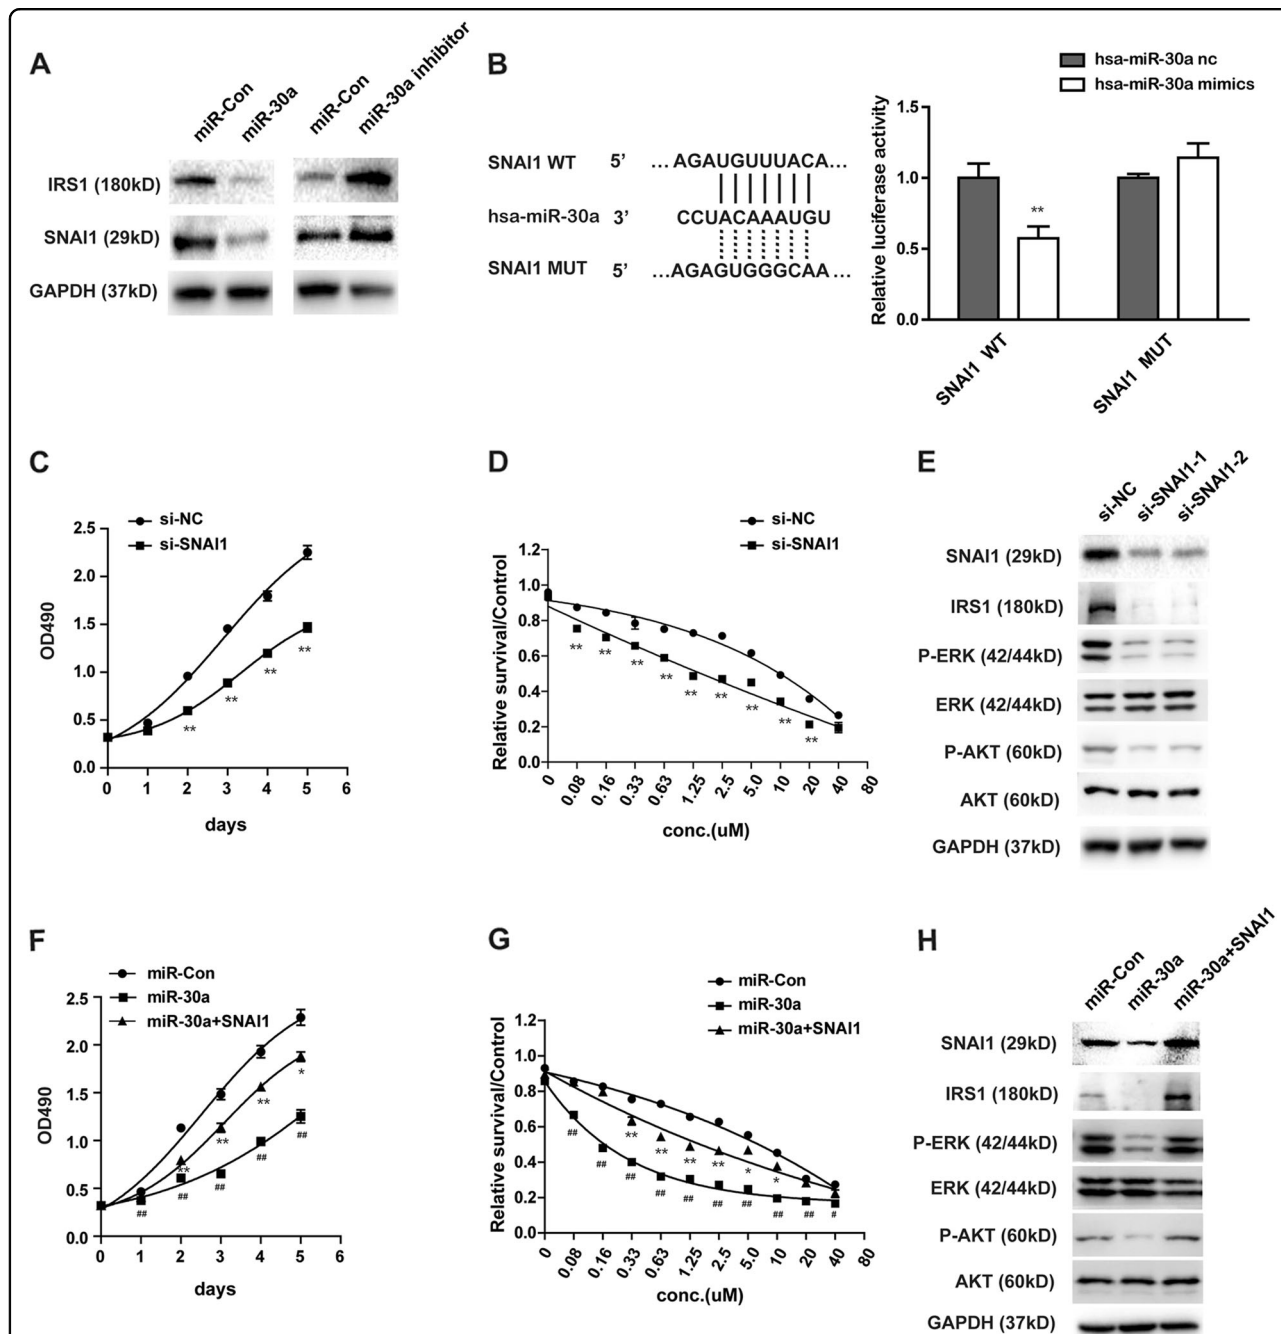 A
miR-Con
miR-30a
miR-Con
miR-30a inhibitor
IRS1 (180kD)
SNAI1 (29kD)
GAPDH (37kD)
B
SNAI1 WT 5’ ...AGAUGUUUACA...
hsa-miR-30a 3’ CCUACAAAUGU
SNAI1 MUT 5’ ...AGAGUGGGCAA...
hsa-miR-30a nc
hsa-miR-30a mimics
Relative luciferase activity
1.5
1.0
0.5
0.0
**
SNAI1 WT
SNAI1 MUT
C
si-NC
si-SNAI1
OD490
2.5
2.0
1.5
1.0
0.5
0.0
** ** ** **
0 1 2 3 4 5 6
days
D
si-NC
si-SNAI1
Relative survival/Control
1.2
1.0
0.8
0.6
0.4
0.2
0.0
** ** ** ** ** ** ** ** **
0 0.08 0.16 0.33 0.63 1.25 2.5 5.0 10 20 40 80
conc.(uM)
E
si-NC
si-SNAI1-1
si-SNAI1-2
SNAI1 (29kD)
IRS1 (180kD)
P-ERK (42/44kD)
ERK (42/44kD)
P-AKT (60kD)
AKT (60kD)
GAPDH (37kD)
F
miR-Con
miR-30a
miR-30a+SNAI1
OD490
2.5
2.0
1.5
1.0
0.5
0.0
** ** ** *
## ## ## ## ##
0 1 2 3 4 5 6
days
G
miR-Con
miR-30a
miR-30a+SNAI1
Relative survival/Control
1.2
1.0
0.8
0.6
0.4
0.2
0.0
** ** ** ** * *
## ## ## ## ## ## ## ## ## #
0 0.08 0.16 0.33 0.63 1.25 2.5 5.0 10 20 40 80
conc.(uM)
H
miR-Con
miR-30a
miR-30a+SNAI1
SNAI1 (29kD)
IRS1 (180kD)
P-ERK (42/44kD)
ERK (42/44kD)
P-AKT (60kD)
AKT (60kD)
GAPDH (37kD)